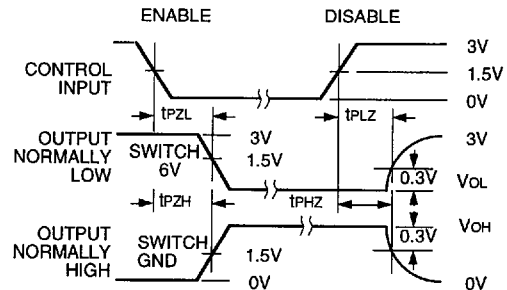 ENABLE DISABLE
3V
CONTROL INPUT 1.5V
0V
tPZL tPLZ
OUTPUT NORMALLY LOW
3V 3V
SWITCH 6V
1.5V
0.3V VOL
tPZH tPHZ
VOH
0.3V
OUTPUT NORMALLY HIGH
SWITCH GND
1.5V
0V 0V